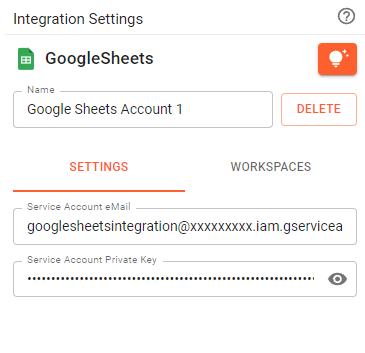 Integration Settings
GoogleSheets
Name
Google Sheets Account 1
DELETE
SETTINGS
WORKSPACES
Service Account eMail
googlesheetsintegration@xxxxxxxxx.iam.gservicea
Service Account Private Key